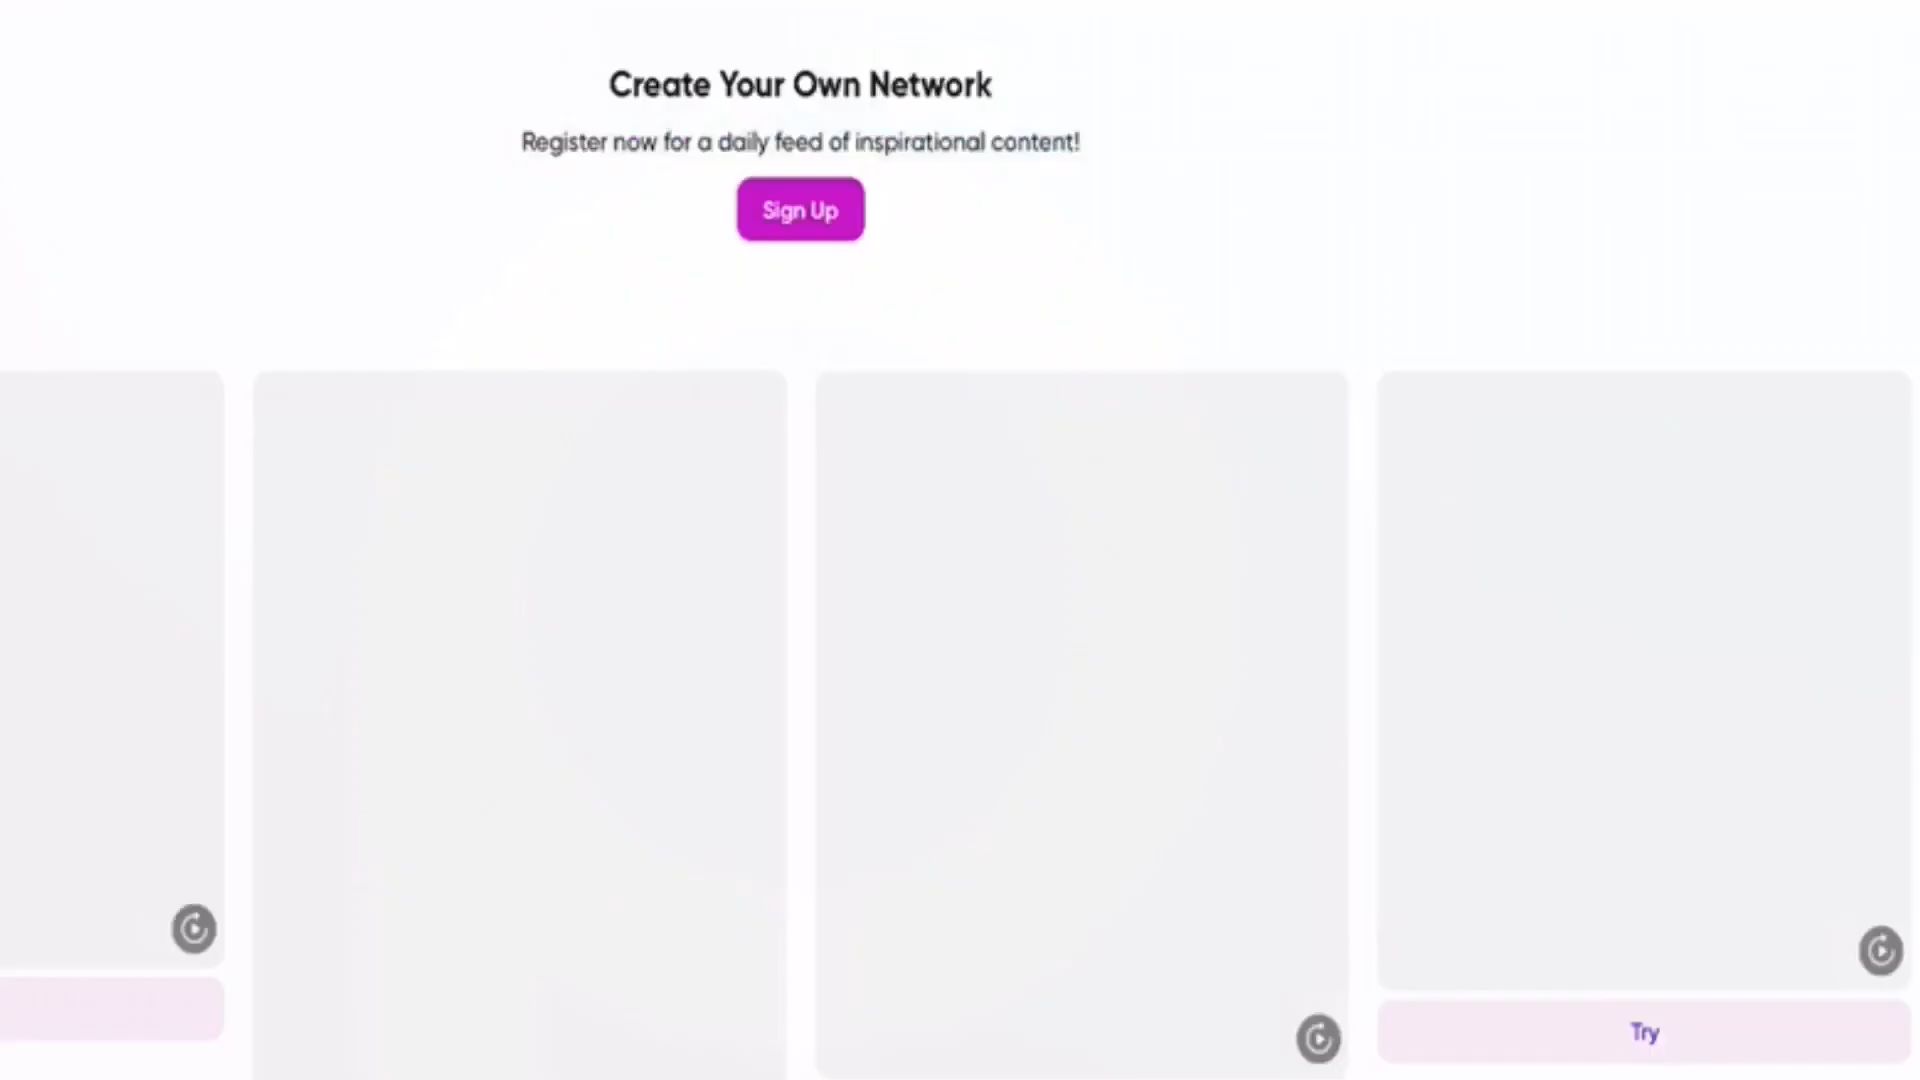 Create Your Own Network
Register now for a daily feed of inspirational content!
Sign Up
Try